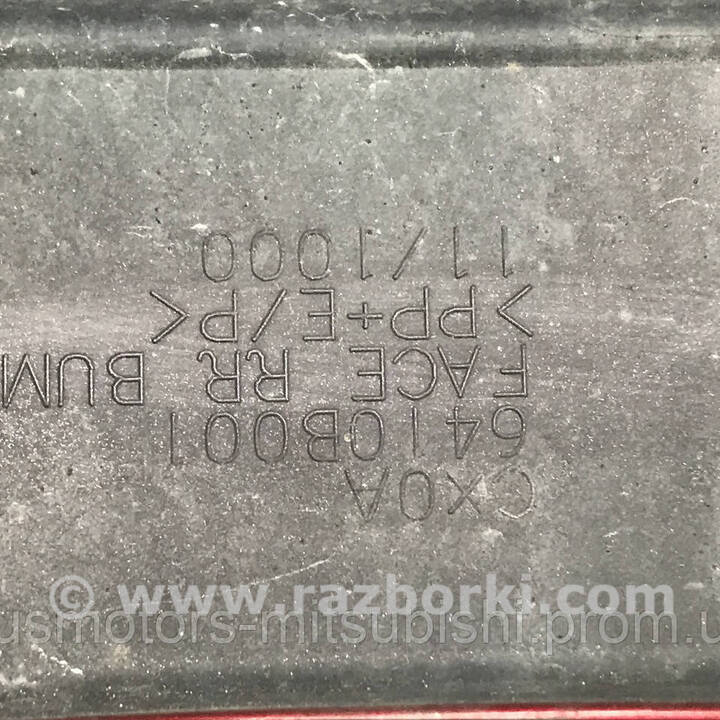 CX0A
6410B001
FACE RR BUM
>PP+E/P<
11/1000
© www.razborki.com
usmotors-mitsubishi.prom.u